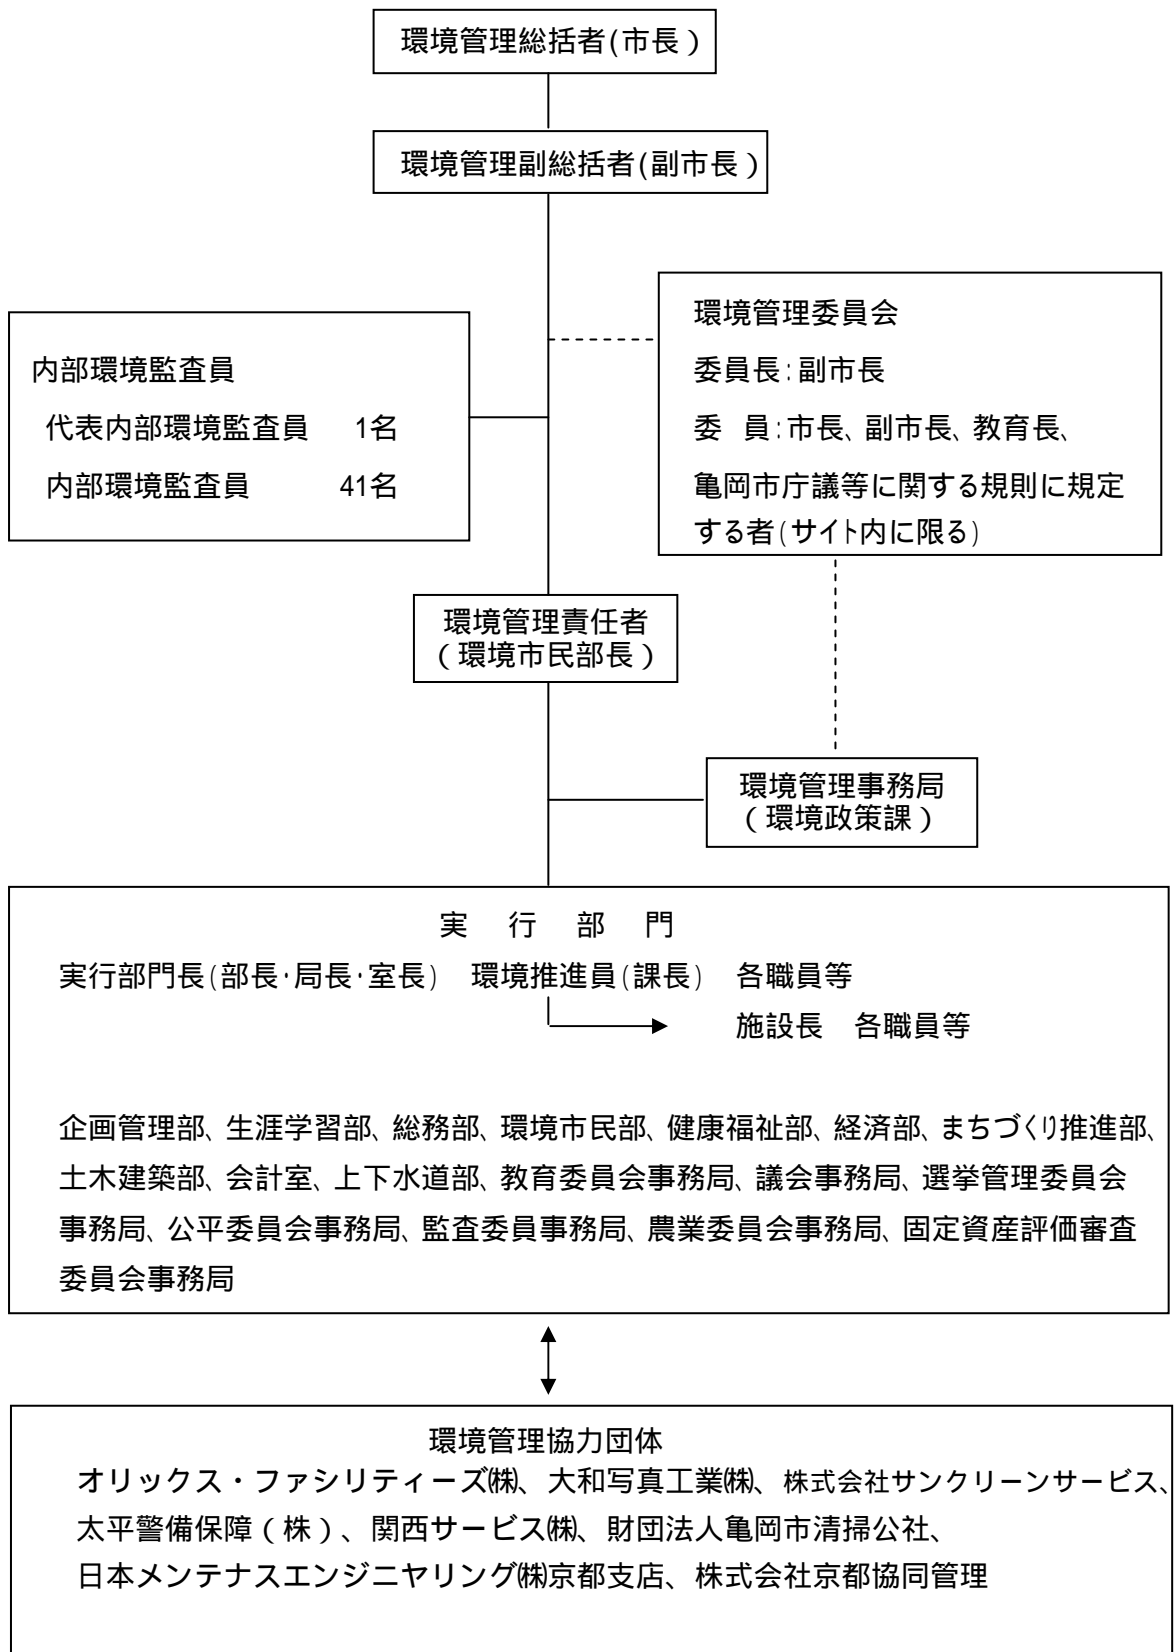 環境管理総括者(市長)
環境管理副総括者(副市長)
環境管理委員会
委員長:副市長
委 員:市長、副市長、教育長、
亀岡市庁議等に関する規則に規定
する者(サイト内に限る)
内部環境監査員
代表内部環境監査員 1名
内部環境監査員 41名
環境管理責任者
(環境市民部長)
環境管理事務局
(環境政策課)
実 行 部 門
実行部門長(部長・局長・室長) 環境推進員(課長) 各職員等
施設長 各職員等
企画管理部、生涯学習部、総務部、環境市民部、健康福祉部、経済部、まちづくり推進部、
土木建築部、会計室、上下水道部、教育委員会事務局、議会事務局、選挙管理委員会
事務局、公平委員会事務局、監査委員事務局、農業委員会事務局、固定資産評価審査
委員会事務局
環境管理協力団体
オリックス・ファシリティーズ㈱、大和写真工業㈱、株式会社サンクリーンサービス、
太平警備保障(株)、関西サービス㈱、財団法人亀岡市清掃公社、
日本メンテナスエンジニヤリング㈱京都支店、株式会社京都協同管理